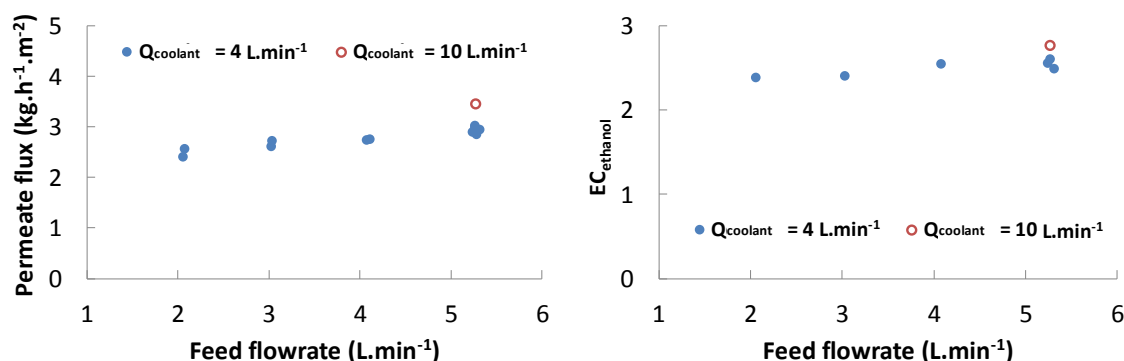 Permeate flux (kg.h⁻¹.m⁻²)
5
4
3
2
1
0
Qcoolant = 4 L.min⁻¹ Qcoolant = 10 L.min⁻¹
1 2 3 4 5 6
Feed flowrate (L.min⁻¹)
ECethanol
3
2
1
0
Qcoolant = 4 L.min⁻¹ Qcoolant = 10 L.min⁻¹
1 2 3 4 5 6
Feed flowrate (L.min⁻¹)